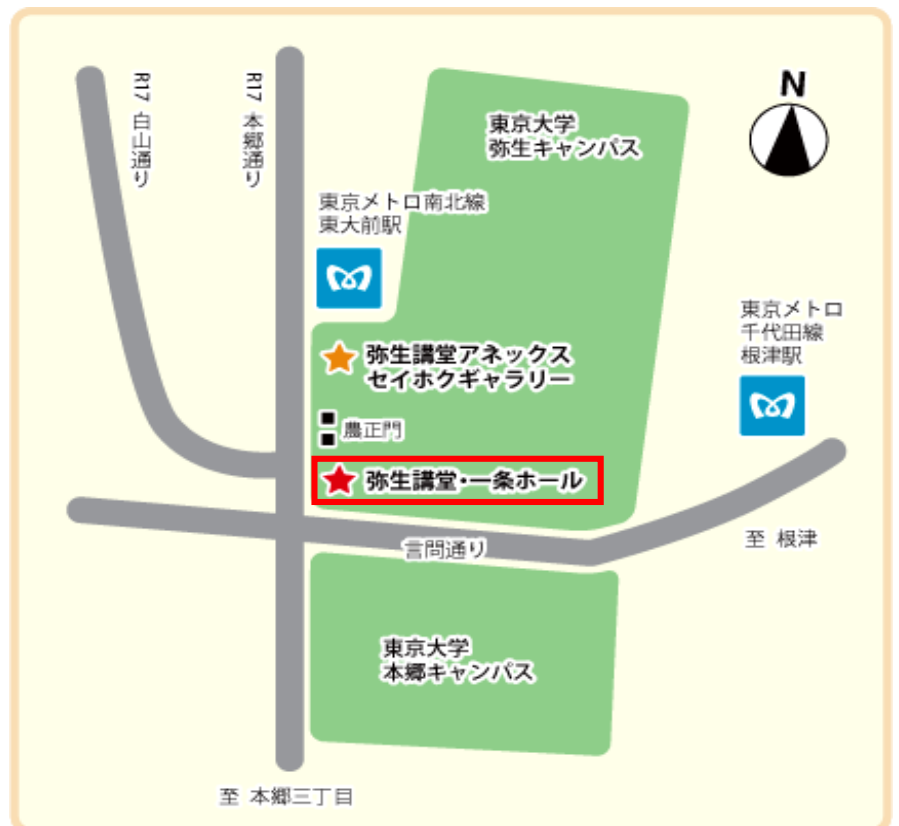 R17 白山通り
R17 本郷通り
東京大学
弥生キャンパス
N
東京メトロ南北線
東大前駅
東京メトロ
千代田線
根津駅
弥生講堂アネックス
セイホクギャラリー
農正門
弥生講堂・一条ホール
言問通り
至 根津
東京大学
本郷キャンパス
至 本郷三丁目